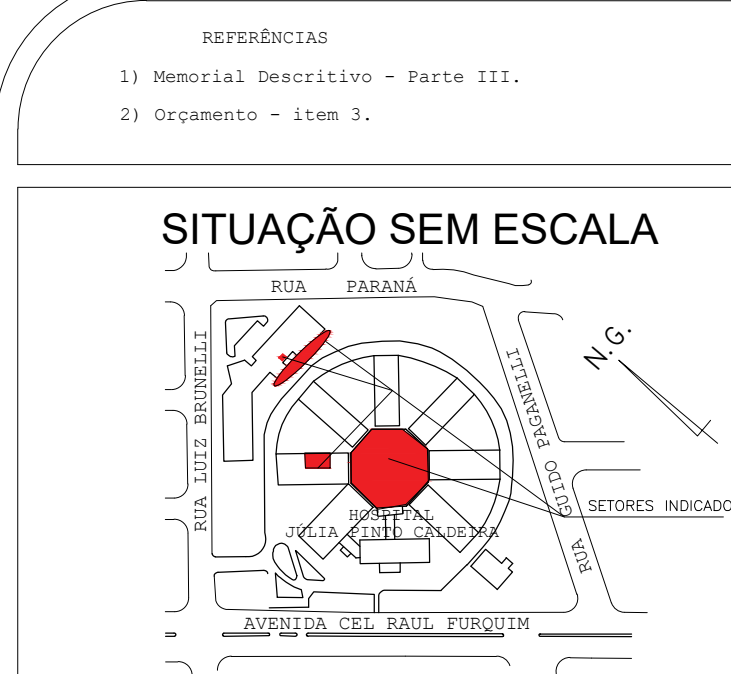 REFERÊNCIAS
1) Memorial Descritivo - Parte III.
2) Orçamento - item 3.
SITUAÇÃO SEM ESCALA
RUA PARANÁ
RUA LUIZ BRUNELLI
RUA GUIDO PAGANELLI
N.G.
SETORES INDICADO
HOSPITAL
JÚLIA PINTO CALDEIRA
AVENIDA CEL RAUL FURQUIM